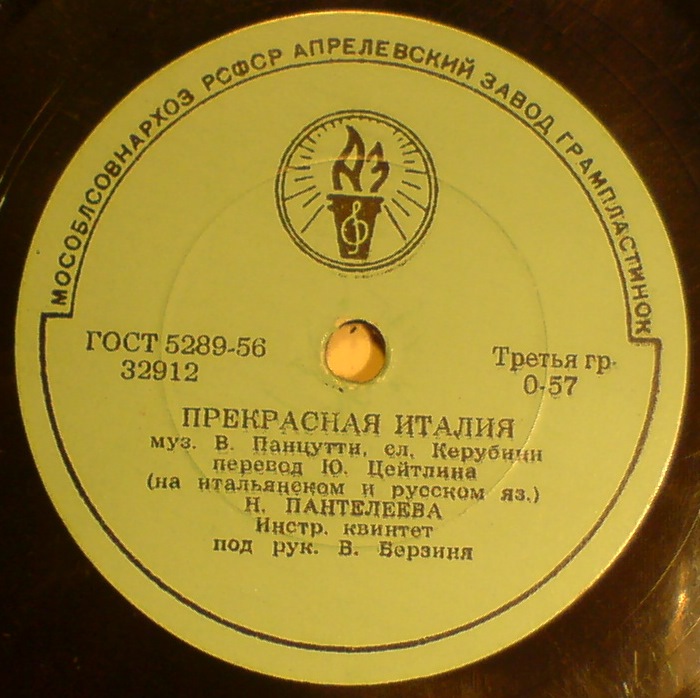 МОСОБЛСОВНАРХОЗ РСФСР АПРЕЛЕВСКИЙ ЗАВОД ГРАМПЛАСТИНОК
АЗ
ГОСТ 5289-56
32912
Третья гр.
0-57
ПРЕКРАСНАЯ ИТАЛИЯ
муз. В. Панцутти, сл. Керубини
перевод Ю. Цейтлина
(на итальянском и русском яз.)
Н. ПАНТЕЛЕЕВА
Инстр. квинтет
под рук. В. Берзиня